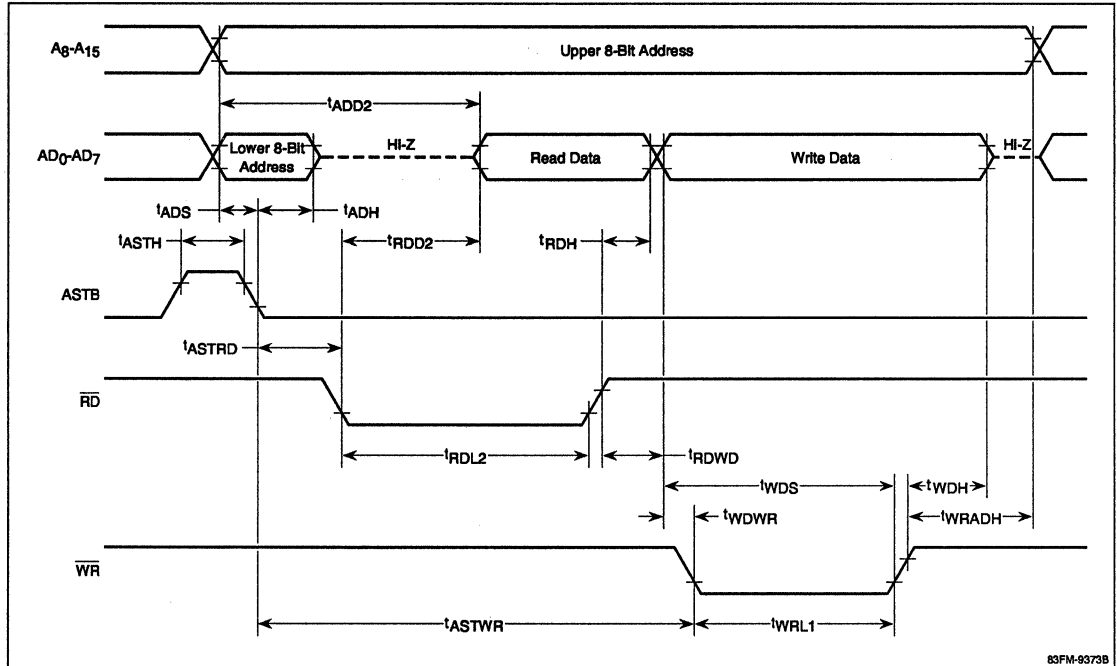 A8-A15
Upper 8-Bit Address
tADD2
AD0-AD7
Lower 8-Bit
Address
Hi-Z
Read Data
Write Data
Hi-Z
tADS
tADH
tASTH
tRDD2
tRDH
ASTB
tASTRD
RD
tRDL2
tRDWD
tWDS
tWDH
tWDWR
tWRADH
WR
tASTWR
tWRL1
83FM-9373B